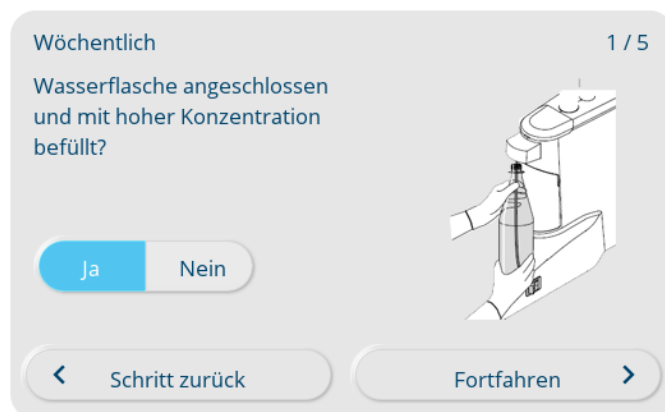 Wöchentlich
1 / 5
Wasserflasche angeschlossen
und mit hoher Konzentration
befüllt?
Ja
Nein
Schritt zurück
Fortfahren